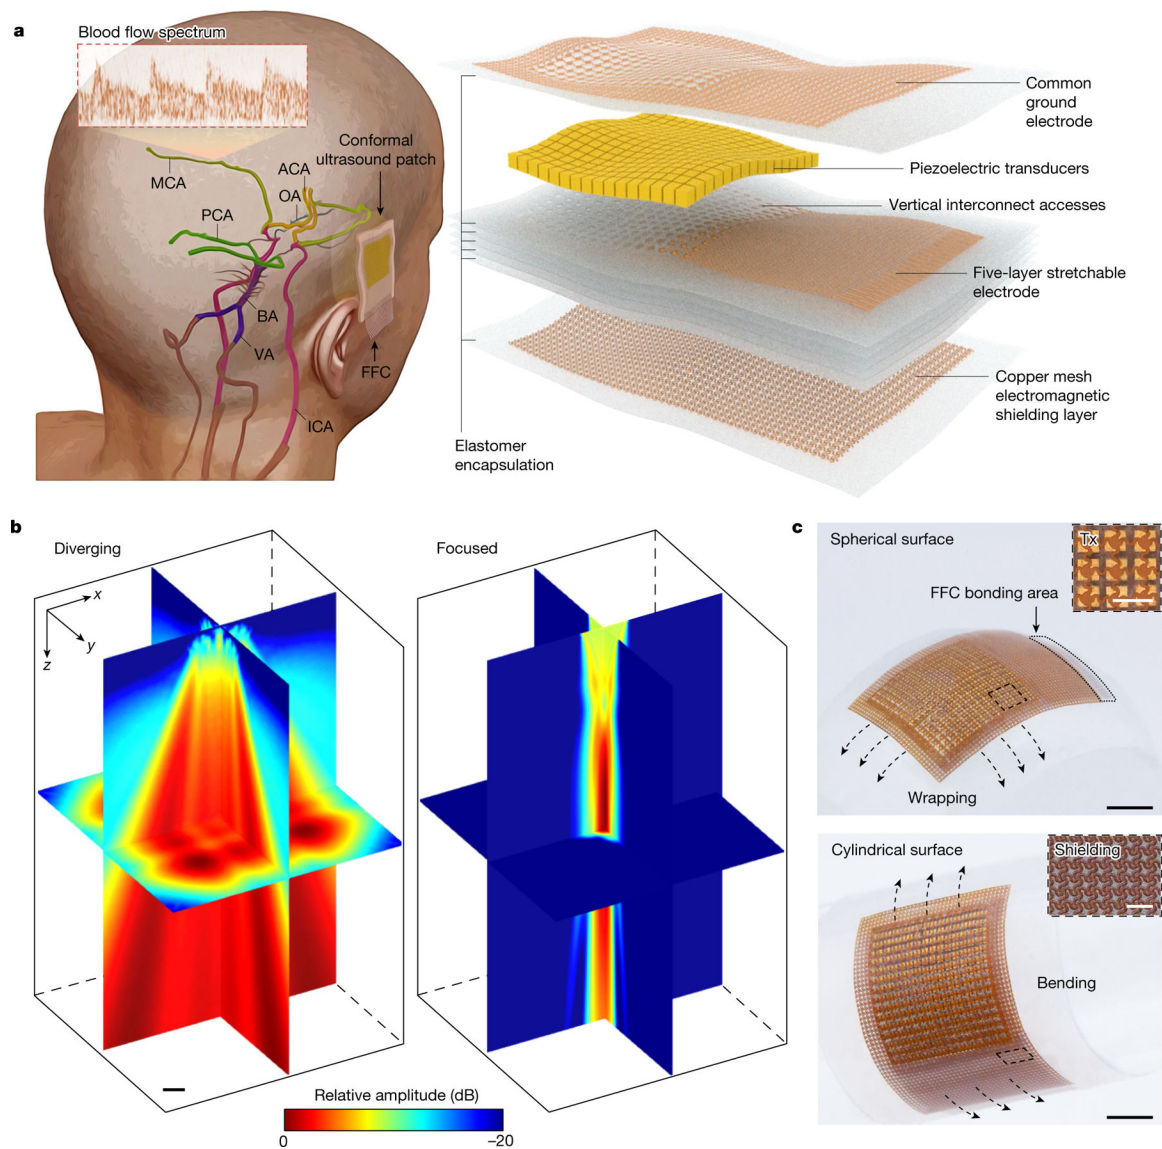 a
Blood flow spectrum
MCA
PCA
ACA
OA
Conformal
ultrasound patch
BA
VA
FFC
ICA
Common
ground
electrode
Piezoelectric transducers
Vertical interconnect accesses
Five-layer stretchable
electrode
Copper mesh
electromagnetic
shielding layer
Elastomer
encapsulation
b
Diverging
x
y
z
Focused
Relative amplitude (dB)
0
–20
c
Spherical surface
Tx
FFC bonding area
Wrapping
Cylindrical surface
Shielding
Bending